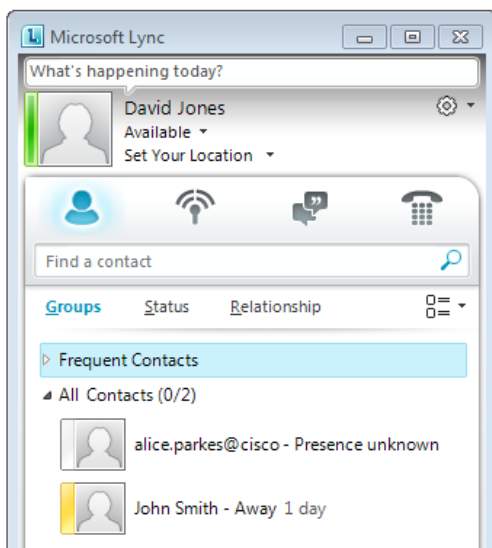 Microsoft Lync
What's happening today?
David Jones
Available
Set Your Location
Find a contact
Groups Status Relationship
Frequent Contacts
All Contacts (0/2)
alice.parkes@cisco - Presence unknown
John Smith - Away 1 day